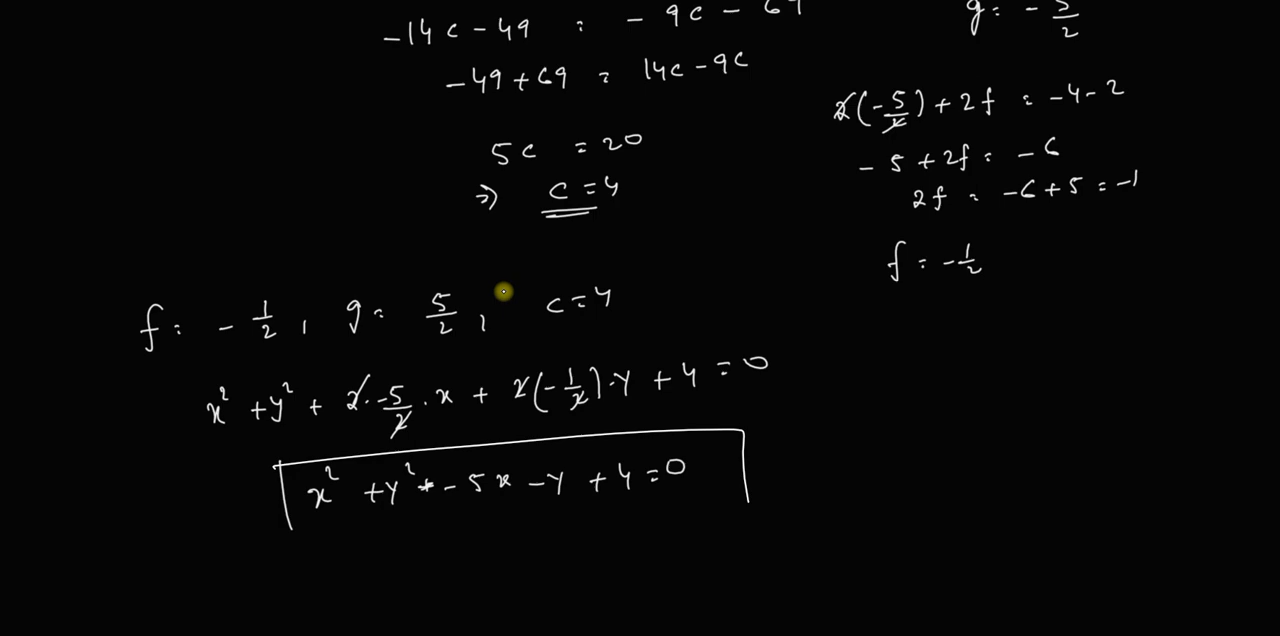 -14c - 49 = - 9c - 69
g = - 5/2
-49 + 69 = 14c - 9c
2(-5/2) + 2f = -4 - 2
5c = 20
- 5 + 2f = - 6
⇒ c = 4
2f = -6 + 5 = -1
f = -1/2
f = - 1/2, g = 5/2, c = 4
x² + y² + 2·-5/2·x + 2(-1/2)·y + 4 = 0
x² + y² - 5x - y + 4 = 0